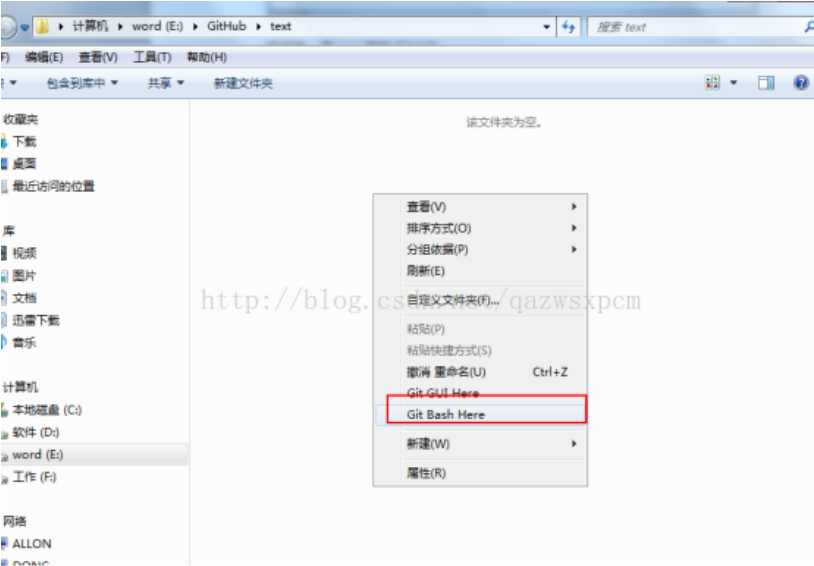 计算机 ▸ word (E:) ▸ GitHub ▸ text
搜索 text
F) 编辑(E) 查看(V) 工具(T) 帮助(H)
包含到库中 共享 新建文件夹
收藏夹
下载
桌面
最近访问的位置
库
视频
图片
文档
迅雷下载
音乐
计算机
本地磁盘 (C:)
软件 (D:)
word (E:)
工作 (F:)
网络
ALLON
DONG
该文件夹为空。
查看(V)
排序方式(O)
分组依据(P)
刷新(E)
自定义文件夹(F)...
粘贴(P)
粘贴快捷方式(S)
撤消 重命名(U) Ctrl+Z
Git GUI Here
Git Bash Here
新建(W)
属性(R)
http://blog.csdn.net/qazwsxpcm